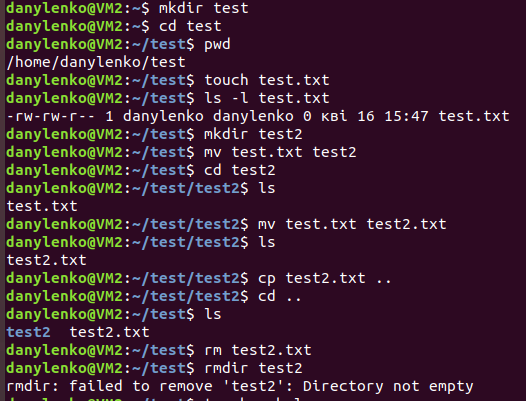 danylenko@VM2:~$ mkdir test
danylenko@VM2:~$ cd test
danylenko@VM2:~/test$ pwd
/home/danylenko/test
danylenko@VM2:~/test$ touch test.txt
danylenko@VM2:~/test$ ls -l test.txt
-rw-rw-r-- 1 danylenko danylenko 0 кві 16 15:47 test.txt
danylenko@VM2:~/test$ mkdir test2
danylenko@VM2:~/test$ mv test.txt test2
danylenko@VM2:~/test$ cd test2
danylenko@VM2:~/test/test2$ ls
test.txt
danylenko@VM2:~/test/test2$ mv test.txt test2.txt
danylenko@VM2:~/test/test2$ ls
test2.txt
danylenko@VM2:~/test/test2$ cp test2.txt ..
danylenko@VM2:~/test/test2$ cd ..
danylenko@VM2:~/test$ ls
test2  test2.txt
danylenko@VM2:~/test$ rm test2.txt
danylenko@VM2:~/test$ rmdir test2
rmdir: failed to remove 'test2': Directory not empty